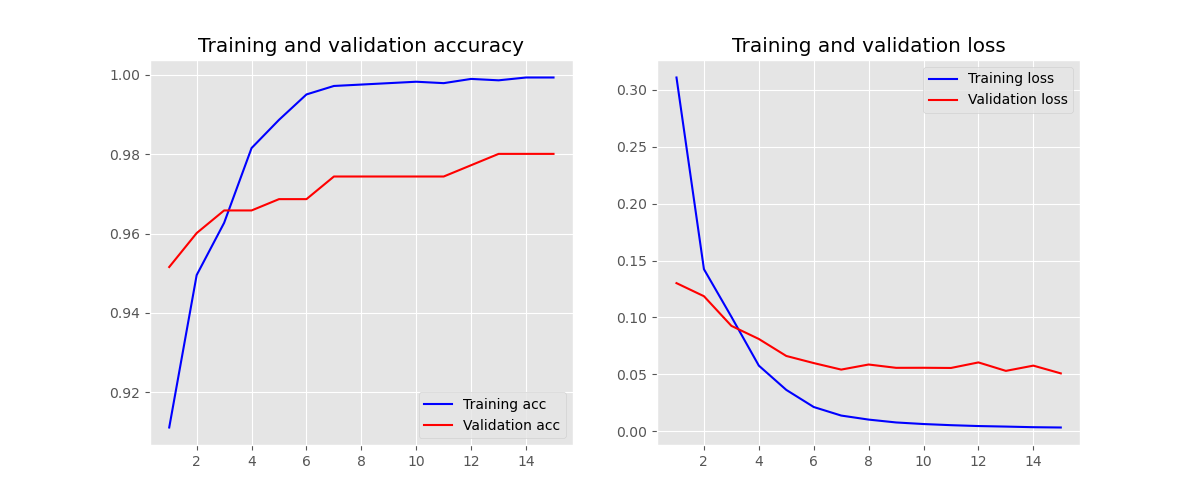 Training and validation accuracy
1.00
0.98
0.96
0.94
0.92
2 4 6 8 10 12 14
Training acc
Validation acc
Training and validation loss
0.30
0.25
0.20
0.15
0.10
0.05
0.00
2 4 6 8 10 12 14
Training loss
Validation loss